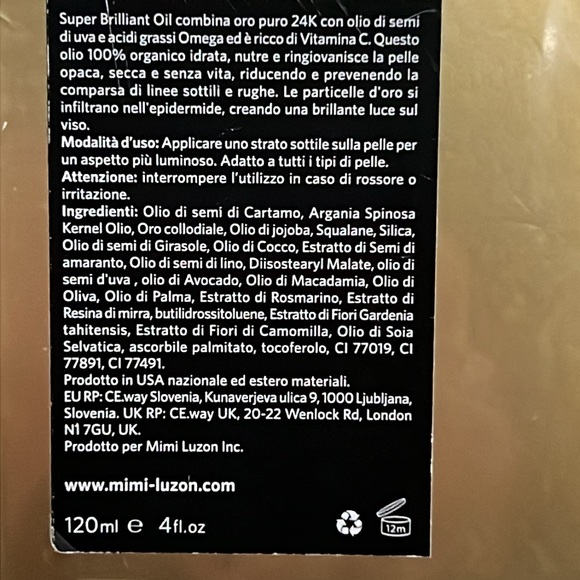 Super Brilliant Oil combina oro puro 24K con olio di semi
di uva e acidi grassi Omega ed è ricco di Vitamina C. Questo
olio 100% organico idrata, nutre e ringiovanisce la pelle
opaca, secca e senza vita, riducendo e prevenendo la
comparsa di linee sottili e rughe. Le particelle d'oro si
infiltrano nell'epidermide, creando una brillante luce sul
viso.
Modalità d'uso: Applicare uno strato sottile sulla pelle per
un aspetto più luminoso. Adatto a tutti i tipi di pelle.
Attenzione: interrompere l'utilizzo in caso di rossore o
irritazione.
Ingredienti: Olio di semi di Cartamo, Argania Spinosa
Kernel Olio, Oro collodiale, Olio di jojoba, Squalane, Silica,
Olio di semi di Girasole, Olio di Cocco, Estratto di Semi di
amaranto, Olio di semi di lino, Diisostearyl Malate, olio di
semi d'uva , olio di Avocado, Olio di Macadamia, Olio di
Oliva, Olio di Palma, Estratto di Rosmarino, Estratto di
Resina di mirra, butilidrossitoluene, Estratto di Fiori Gardenia
tahitensis, Estratto di Fiori di Camomilla, Olio di Soia
Selvatica, ascorbile palmitato, tocoferolo, CI 77019, CI
77891, CI 77491.
Prodotto in USA nazionale ed estero materiali.
EU RP: CE.way Slovenia, Kunaverjeva ulica 9, 1000 Ljubljana,
Slovenia. UK RP: CE.way UK, 20-22 Wenlock Rd, London
N1 7GU, UK.
Prodotto per Mimi Luzon Inc.
www.mimi-luzon.com
120ml e 4fl.oz
12m